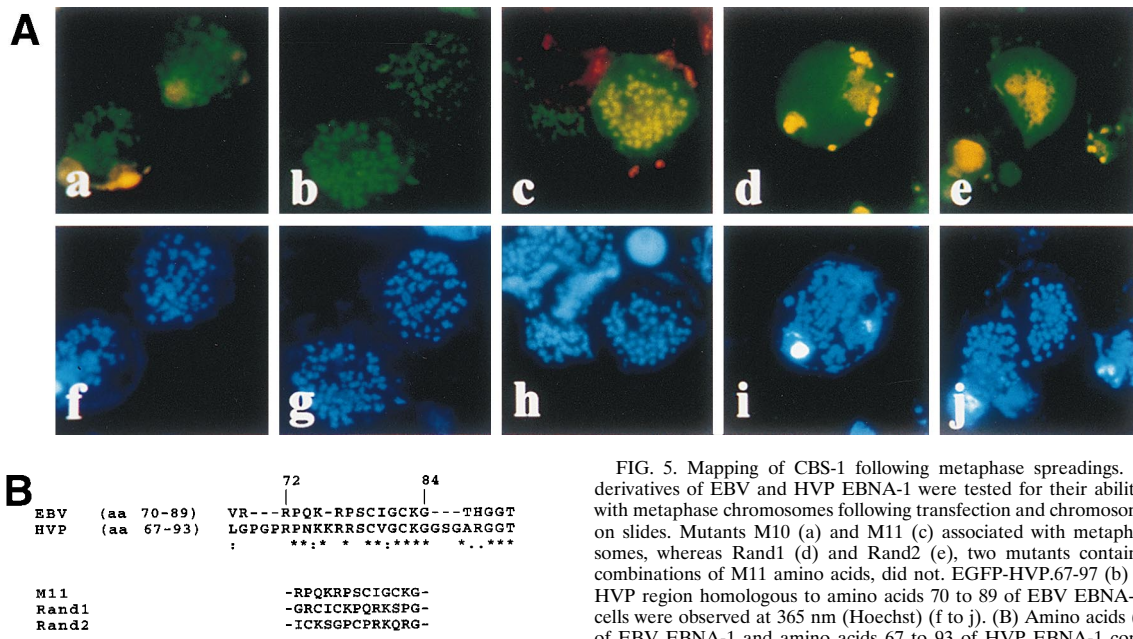 A
a
b
c
d
e
f
g
h
i
j
B
72 84
EBV (aa 70-89) VR---RPQK-RPSCIGCKG---THGGT
HVP (aa 67-93) LGPGPRPNKKRRSCVGCKGGSGARGGT
: **:* * **:**** *..***
M11 -RPQKRPSCIGCKG-
Rand1 -GRCICKPQRKSPG-
Rand2 -ICKSGPCPRKQRG-
FIG. 5. Mapping of CBS-1 following metaphase spreadings.
derivatives of EBV and HVP EBNA-1 were tested for their abilit
with metaphase chromosomes following transfection and chromosor
on slides. Mutants M10 (a) and M11 (c) associated with metaph
somes, whereas Rand1 (d) and Rand2 (e), two mutants contain
combinations of M11 amino acids, did not. EGFP-HVP.67-97 (b)
HVP region homologous to amino acids 70 to 89 of EBV EBNA-
cells were observed at 365 nm (Hoechst) (f to j). (B) Amino acids
of EBV EBNA-1 and amino acids 67 to 93 of HVP EBNA-1